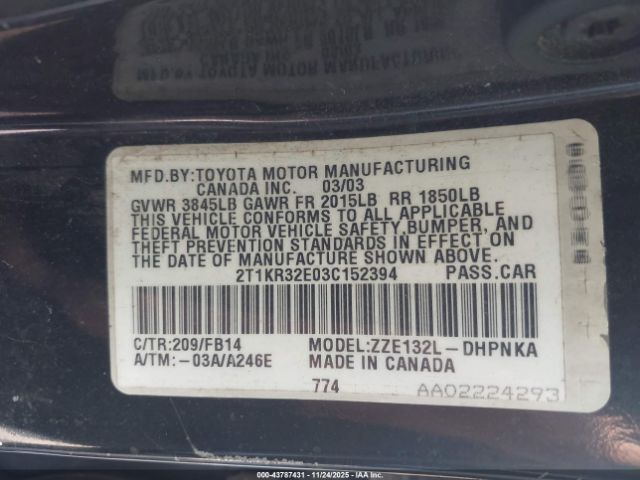 MFD.BY:TOYOTA MOTOR MANUFACTURING
CANADA INC. 03/03
GVWR 3845LB GAWR FR 2015LB RR 1850LB
THIS VEHICLE CONFORMS TO ALL APPLICABLE
FEDERAL MOTOR VEHICLE SAFETY,BUMPER, AND
THEFT PREVENTION STANDARDS IN EFFECT ON
THE DATE OF MANUFACTURE SHOWN ABOVE.
2T1KR32E03C152394 PASS.CAR
C/TR:209/FB14 MODEL:ZZE132L-DHPNKA
A/TM:-03A/A246E MADE IN CANADA
774 AA02224293
© IAA 43787431 - 11/24/2025 - IAA Holdings, LLC